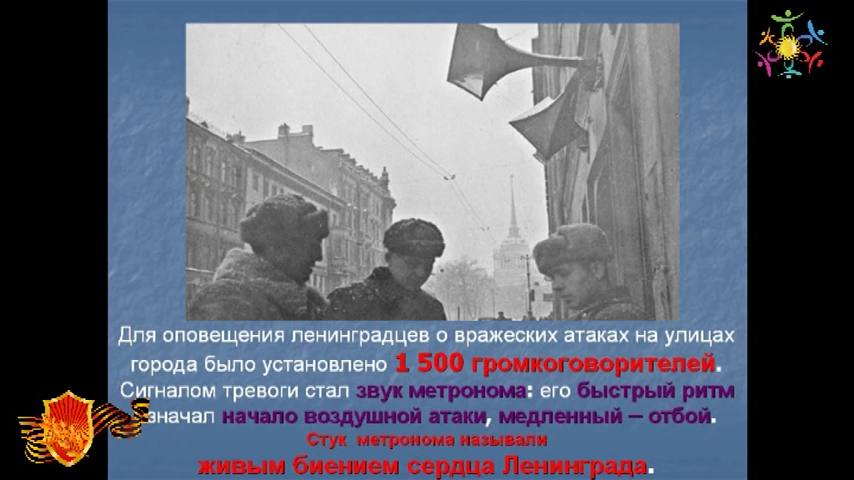 Для оповещения ленинградцев о вражеских атаках на улицах
города было установлено 1 500 громкоговорителей.
Сигналом тревоги стал звук метронома: его быстрый ритм
значал начало воздушной атаки, медленный – отбой.
Стук метронома называли
живым биением сердца Ленинграда.